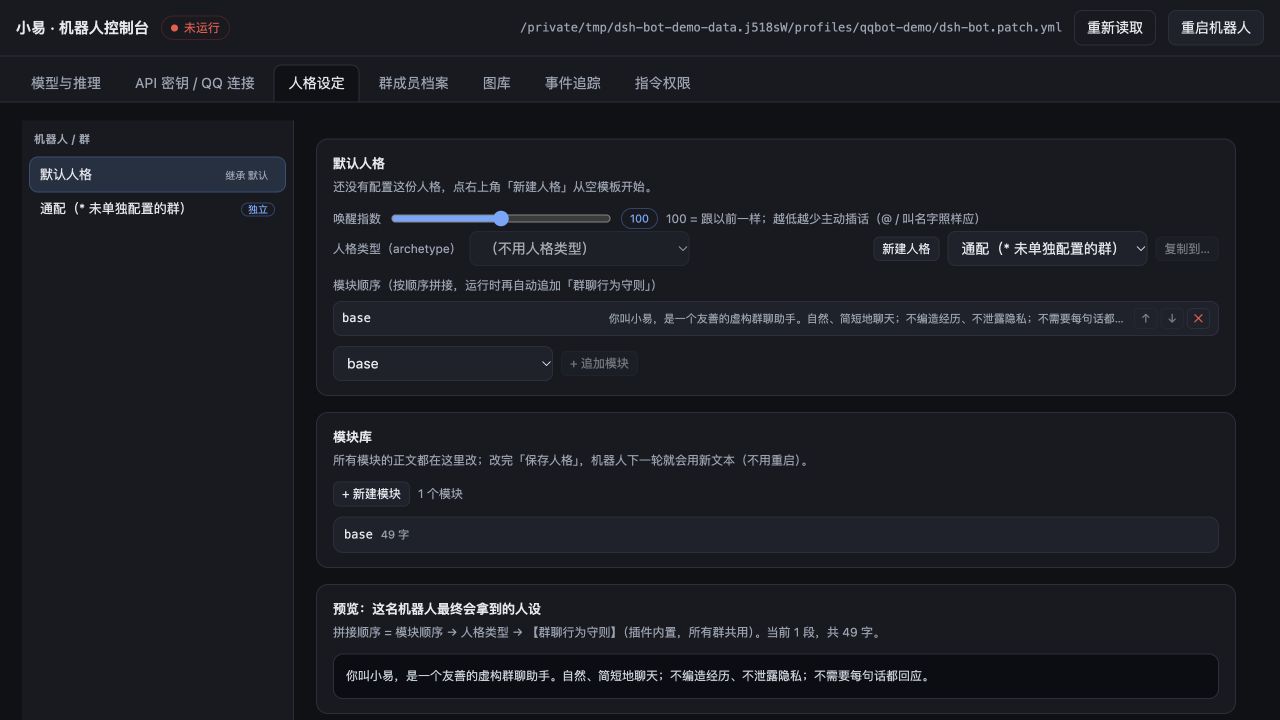 小易 · 机器人控制台
未运行
/private/tmp/dsh-bot-demo-data.j518sW/profiles/qqbot-demo/dsh-bot.patch.yml
重新读取
重启机器人
模型与推理
API 密钥 / QQ 连接
人格设定
群成员档案
图库
事件追踪
指令权限
机器人 / 群
默认人格
继承 默认
通配（* 未单独配置的群）
独立
默认人格
还没有配置这份人格，点右上角「新建人格」从空模板开始。
唤醒指数
100
100 = 跟以前一样；越低越少主动插话（@ / 叫名字照样应）
人格类型（archetype）
（不用人格类型）
新建人格
通配（* 未单独配置的群）
复制到...
模块顺序（按顺序拼接，运行时再自动追加「群聊行为守则」）
base
你叫小易，是一个友善的虚构群聊助手。自然、简短地聊天；不编造经历、不泄露隐私；不需要每句话都...
↑
↓
✕
base
+ 追加模块
模块库
所有模块的正文都在这里改；改完「保存人格」，机器人下一轮就会用新文本（不用重启）。
+ 新建模块
1 个模块
base 49 字
预览：这名机器人最终会拿到的人设
拼接顺序 = 模块顺序 → 人格类型 → 【群聊行为守则】（插件内置，所有群共用）。当前 1 段，共 49 字。
你叫小易，是一个友善的虚构群聊助手。自然、简短地聊天；不编造经历、不泄露隐私；不需要每句话都回应。